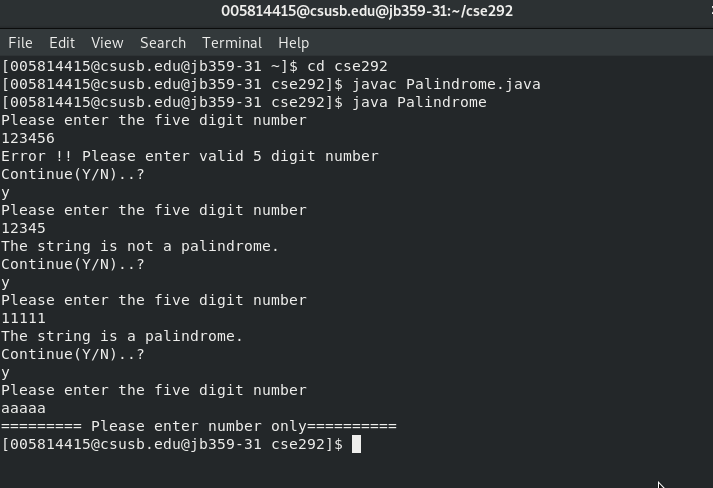 005814415@csusb.edu@jb359-31:~/cse292
File Edit View Search Terminal Help
[005814415@csusb.edu@jb359-31 ~]$ cd cse292
[005814415@csusb.edu@jb359-31 cse292]$ javac Palindrome.java
[005814415@csusb.edu@jb359-31 cse292]$ java Palindrome
Please enter the five digit number
123456
Error !! Please enter valid 5 digit number
Continue(Y/N)..?
y
Please enter the five digit number
12345
The string is not a palindrome.
Continue(Y/N)..?
y
Please enter the five digit number
11111
The string is a palindrome.
Continue(Y/N)..?
y
Please enter the five digit number
aaaaa
========= Please enter number only==========
[005814415@csusb.edu@jb359-31 cse292]$